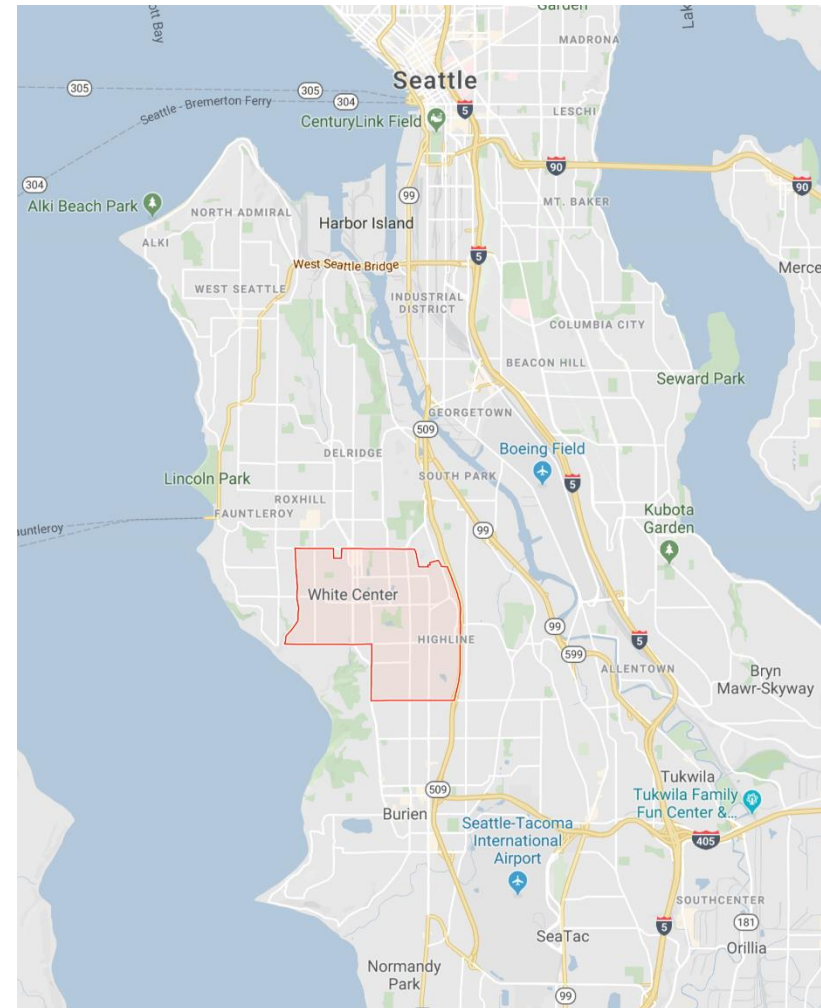 ott Bay
Garden
MADRONA
Lak
Seattle
305
305
304
Seattle - Bremerton Ferry
CenturyLink Field
5
LESCHI
90
90
304
99
Alki Beach Park
NORTH ADMIRAL
Harbor Island
MT. BAKER
ALKI
5
West Seattle Bridge
Merce
WEST SEATTLE
INDUSTRIAL
DISTRICT
COLUMBIA CITY
BEACON HILL
Seward Park
GEORGETOWN
509
DELRIDGE
Boeing Field
Lincoln Park
SOUTH PARK
5
ROXHILL
FAUNTLEROY
Kubota
Garden
auntleroy
99
White Center
99
5
HIGHLINE
599
ALLENTOWN
Bryn
Mawr-Skyway
Tukwila
Tukwila Family
Fun Center &...
509
Burien
Seattle-Tacoma
International
Airport
405
SOUTHCENTER
181
5
SeaTac
Orillia
Normandy
Park
99